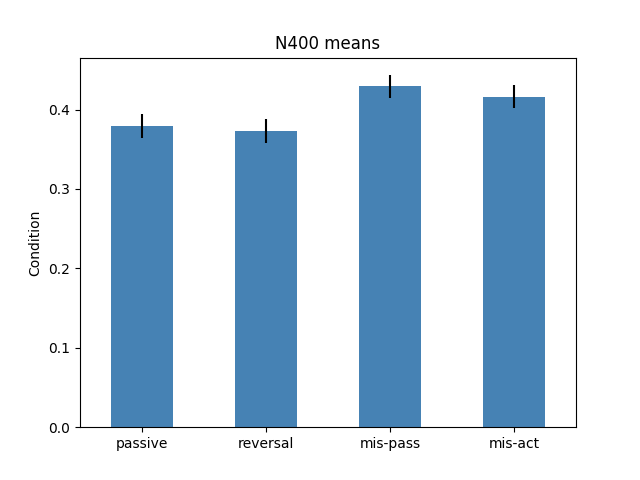 N400 means
Condition
0.4
0.3
0.2
0.1
0.0
passive
reversal
mis-pass
mis-act